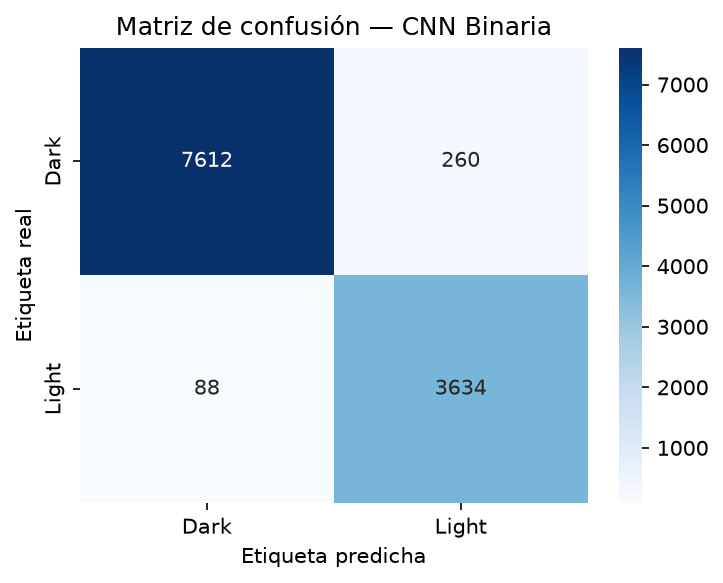 Matriz de confusión — CNN Binaria
Etiqueta real
Dark
7612
260
Light
88
3634
Dark
Light
Etiqueta predicha
7000
6000
5000
4000
3000
2000
1000